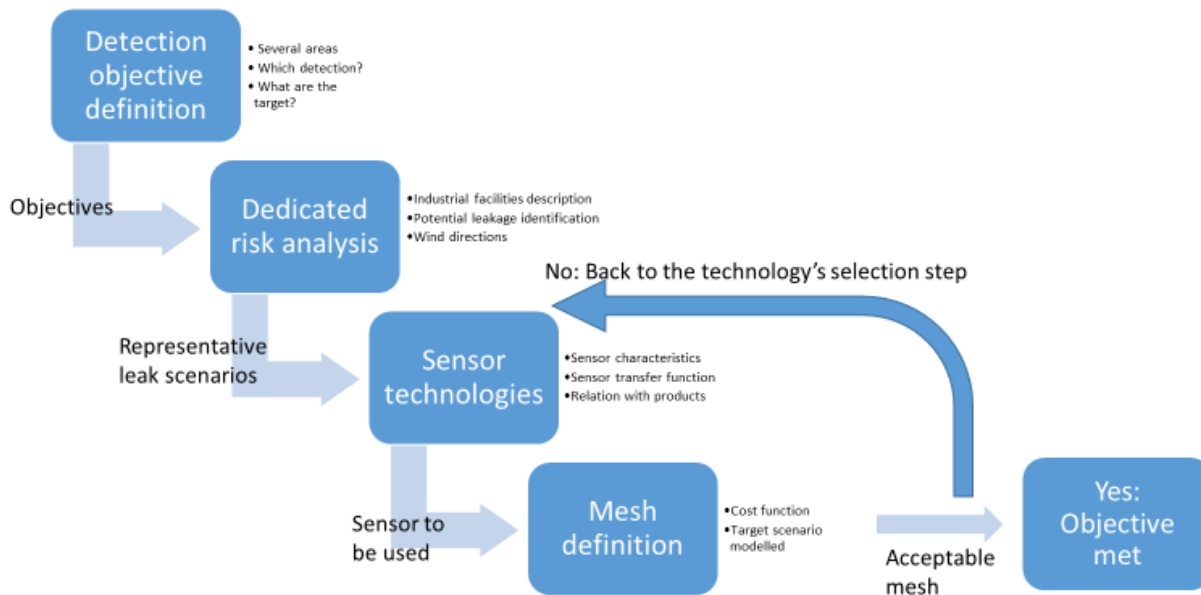 Detection
objective
definition
• Several areas
• Which detection?
• What are the
target?
Objectives
Dedicated
risk analysis
•Industrial facilities description
•Potential leakage identification
•Wind directions
No: Back to the technology's selection step
Representative
leak scenarios
Sensor
technologies
•Sensor characteristics
•Sensor transfer function
•Relation with products
Sensor to
be used
Mesh
definition
•Cost function
•Target scenario
modelled
Acceptable
mesh
Yes:
Objective
met